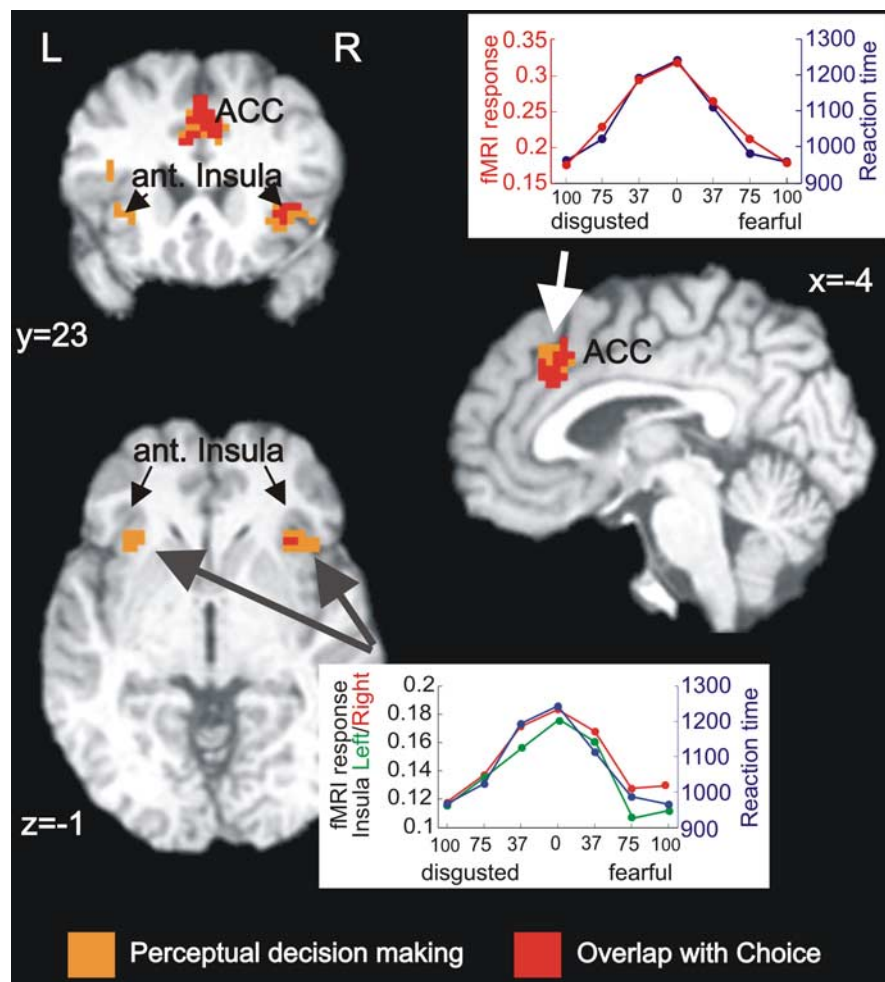 L R
ACC
ant. Insula
y=23
fMRI response
0.35
0.3
0.2
0.15
1300
1200
1100
1000
900
Reaction time
100 75 37 0 37 75 100
disgusted fearful
x=-4
ACC
ant. Insula
z=-1
fMRI response
Insula Left/Right
0.2
0.18
0.16
0.14
0.12
0.1
1300
1200
1100
1000
900
Reaction time
100 75 37 0 37 75 100
disgusted fearful
Perceptual decision making Overlap with Choice